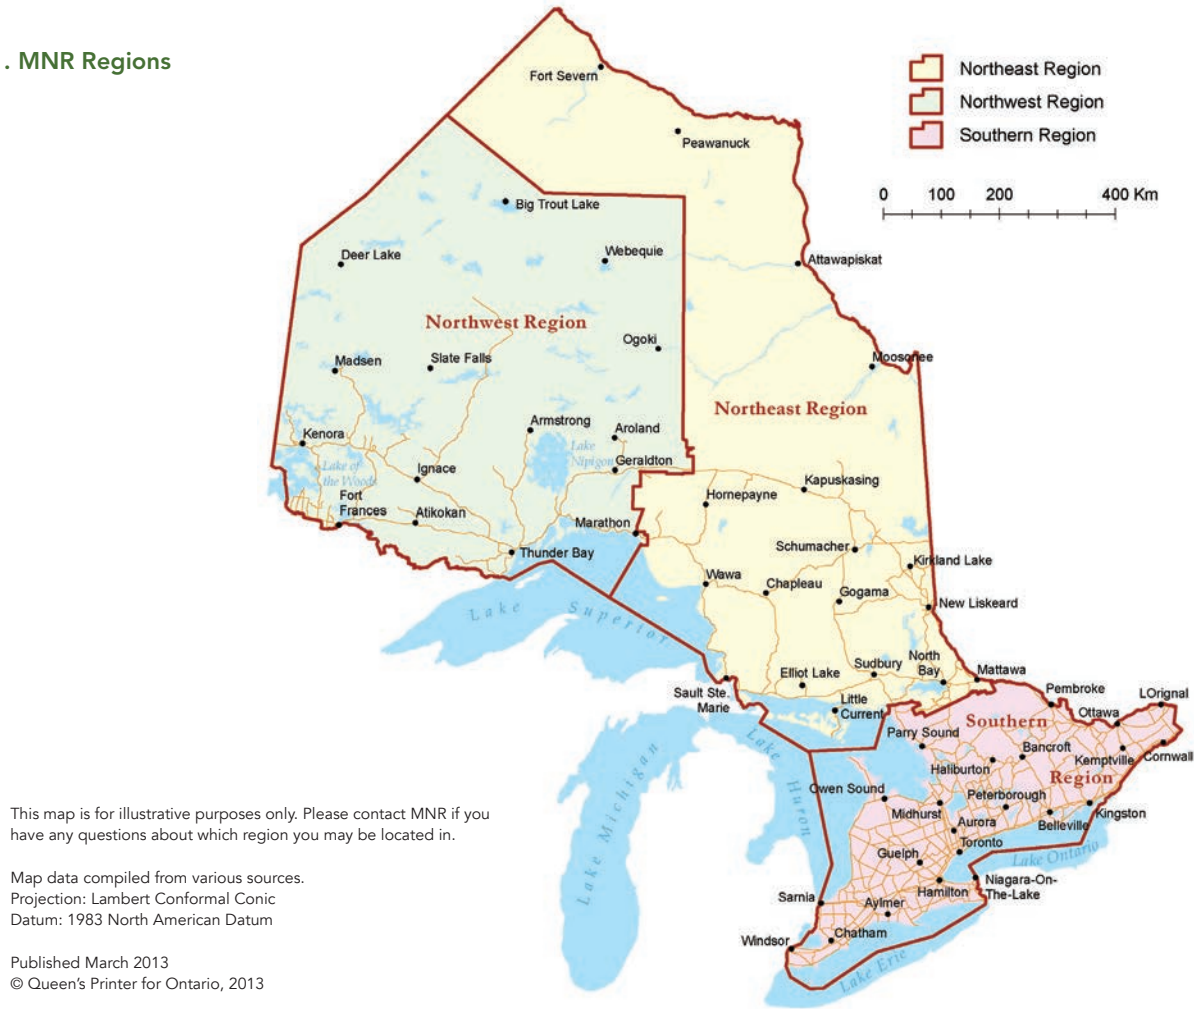 . MNR Regions
Northeast Region
Northwest Region
Southern Region
0 100 200 400 Km
Fort Severn
Peawanuck
Big Trout Lake
Deer Lake
Webequie
Attawapiskat
Northwest Region
Ogoki
Madsen
Slate Falls
Moosonee
Northeast Region
Armstrong
Aroland
Kenora
Lake
Nipigon
Geraldton
Lake of
the Woods
Ignace
Kapuskasing
Hornepayne
Fort
Frances
Atikokan
Marathon
Schumacher
Thunder Bay
Kirkland Lake
Wawa
Chapleau
Gogama
New Liskeard
Lake Superior
North
Bay
Sudbury
Mattawa
Elliot Lake
Sault Ste.
Marie
Little
Current
Pembroke
LOrignal
Ottawa
Southern
Region
Parry Sound
Bancroft
Kemptville
Cornwall
Haliburton
Lake Michigan
Lake Huron
Owen Sound
Peterborough
Midhurst
Belleville
Kingston
Aurora
Toronto
Lake Ontario
Guelph
Niagara-On-
The-Lake
Hamilton
Sarnia
Aylmer
Chatham
Windsor
Lake Erie
This map is for illustrative purposes only. Please contact MNR if you
have any questions about which region you may be located in.
Map data compiled from various sources.
Projection: Lambert Conformal Conic
Datum: 1983 North American Datum
Published March 2013
© Queen's Printer for Ontario, 2013